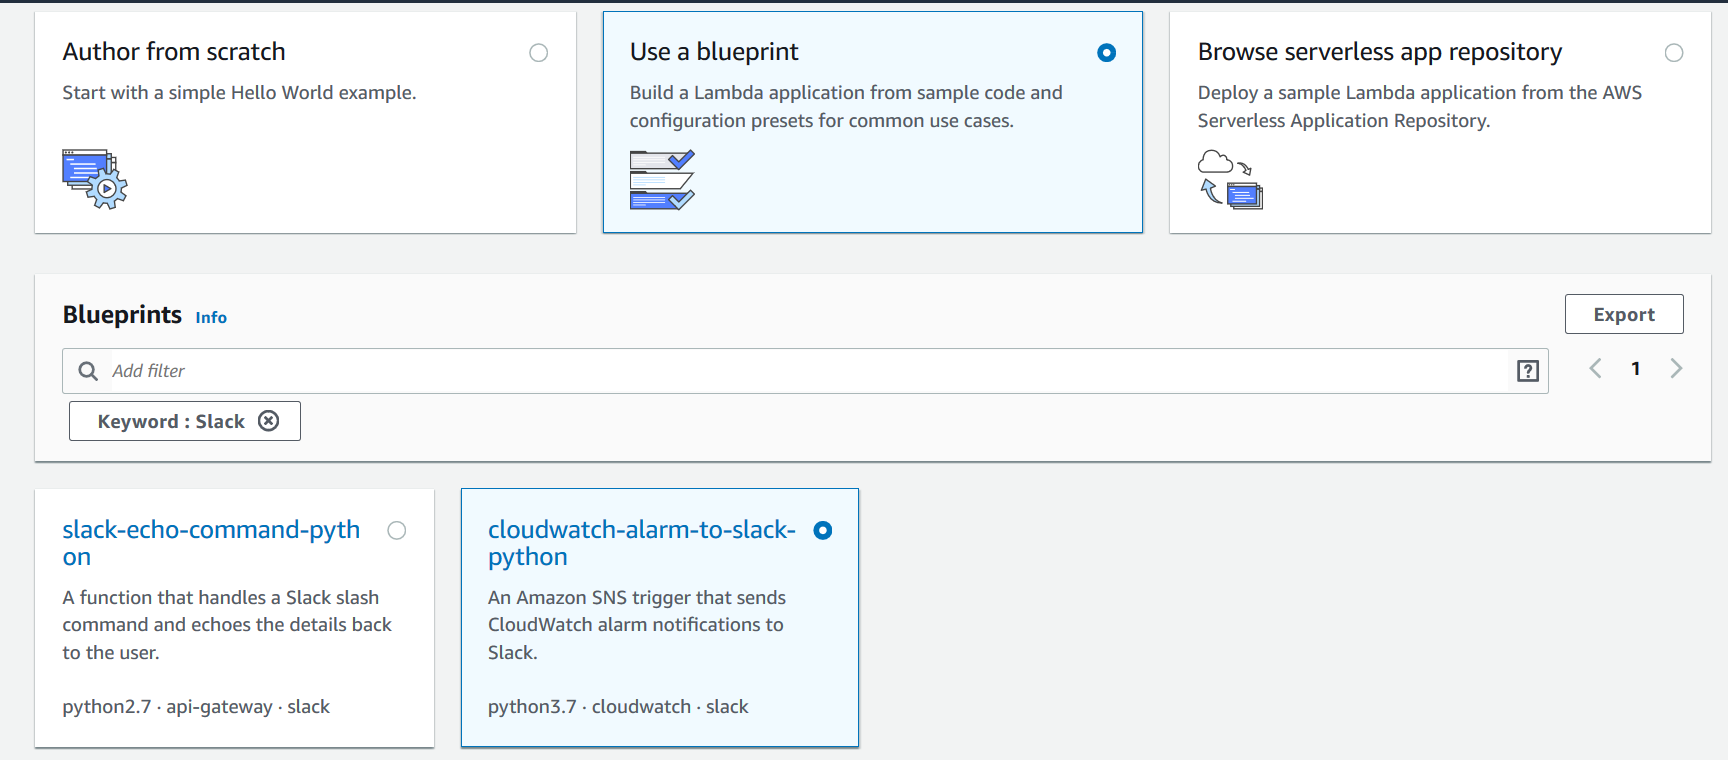 Author from scratch
Start with a simple Hello World example.
Use a blueprint
Build a Lambda application from sample code and
configuration presets for common use cases.
Browse serverless app repository
Deploy a sample Lambda application from the AWS
Serverless Application Repository.
Blueprints Info
Export
Add filter
?
1
Keyword : Slack
slack-echo-command-pyth
on
A function that handles a Slack slash
command and echoes the details back
to the user.
python2.7 · api-gateway · slack
cloudwatch-alarm-to-slack-
python
An Amazon SNS trigger that sends
CloudWatch alarm notifications to
Slack.
python3.7 · cloudwatch · slack